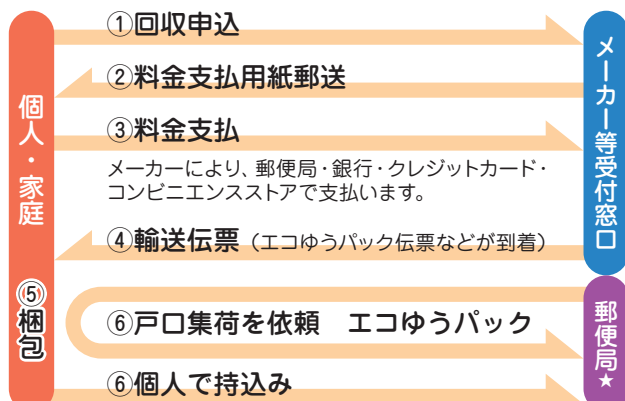 ①回収申込
②料金支払用紙郵送
③料金支払
メーカーにより、郵便局・銀行・クレジットカード・
コンビニエンスストアで支払います。
④輸送伝票（エコゆうパック伝票などが到着）
⑥戸口集荷を依頼　エコゆうパック
⑥個人で持込み
個人・家庭
⑤梱包
メーカー等受付窓口
郵便局★